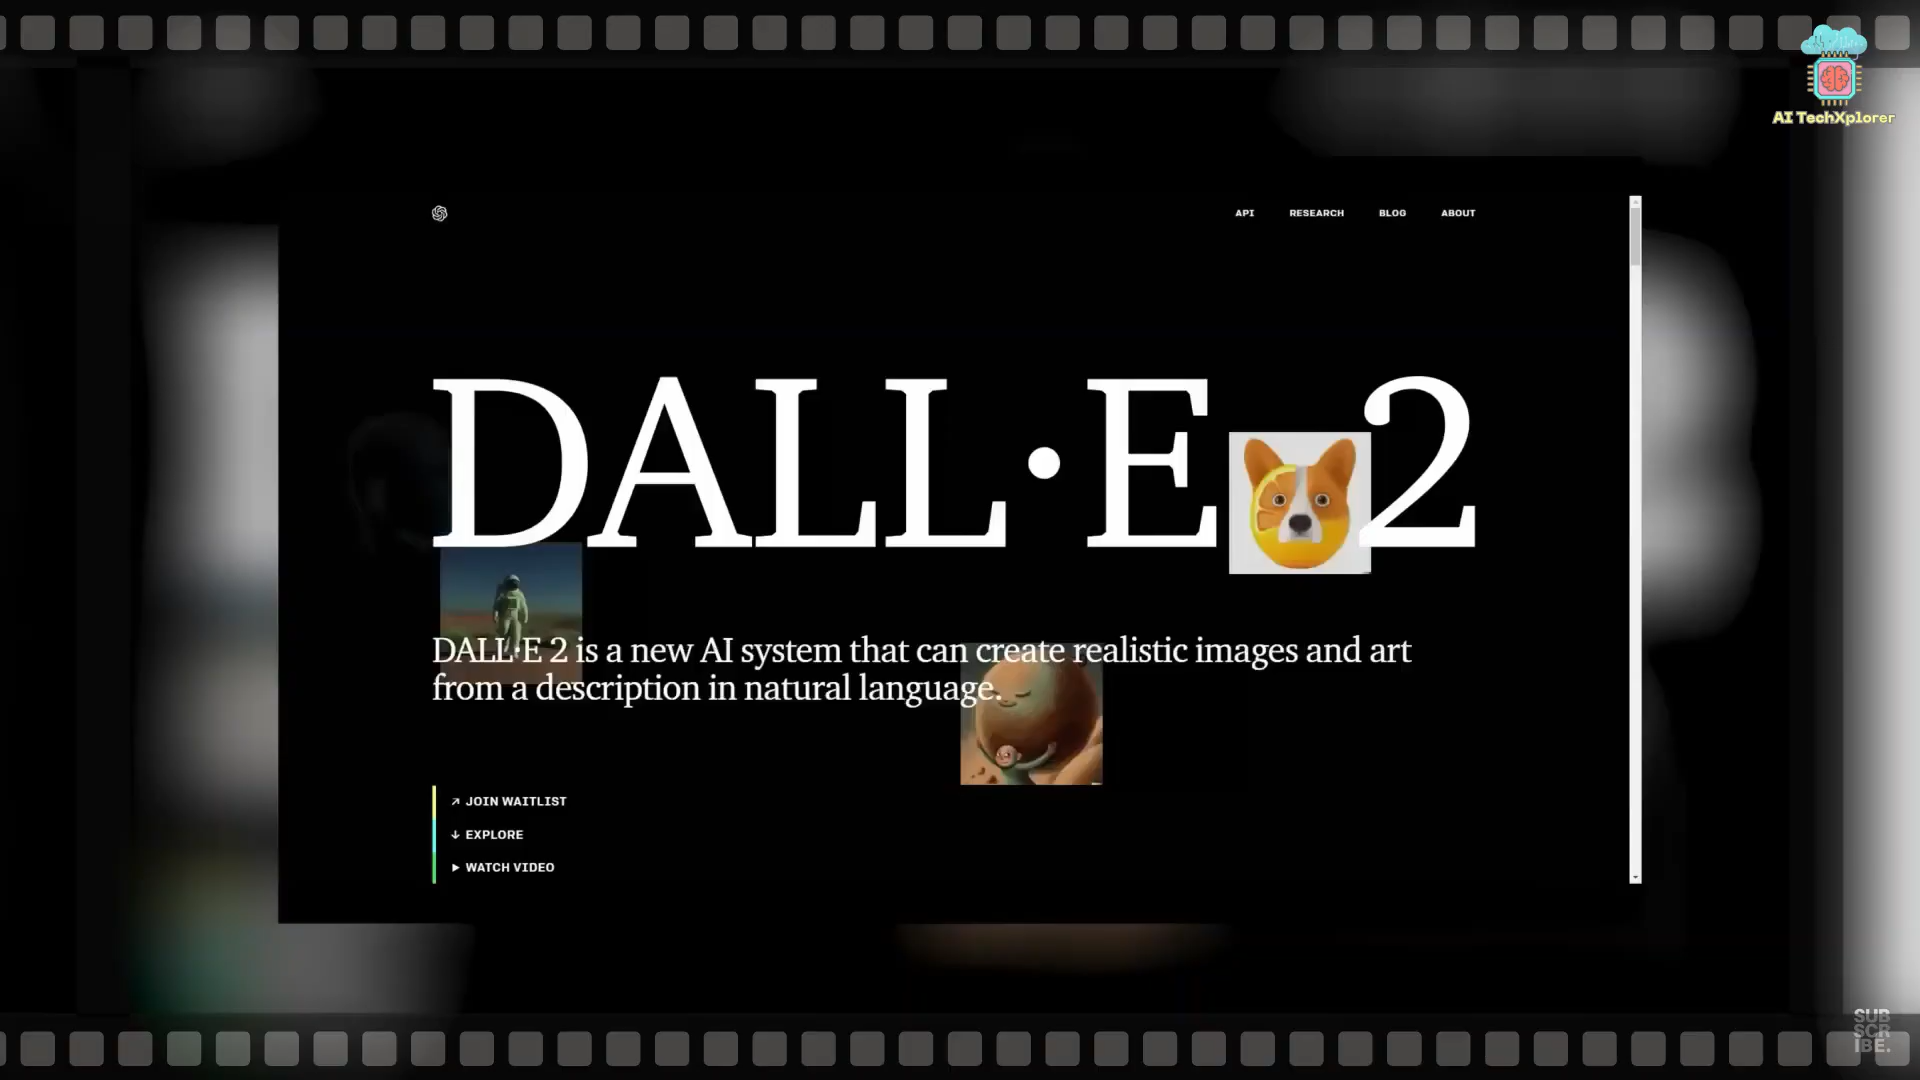 AI TechXplorer
API RESEARCH BLOG ABOUT
DALL·E 2
DALL·E 2 is a new AI system that can create realistic images and art
from a description in natural language.
↗ JOIN WAITLIST
↓ EXPLORE
▶ WATCH VIDEO
SUB
SCR
IBE.